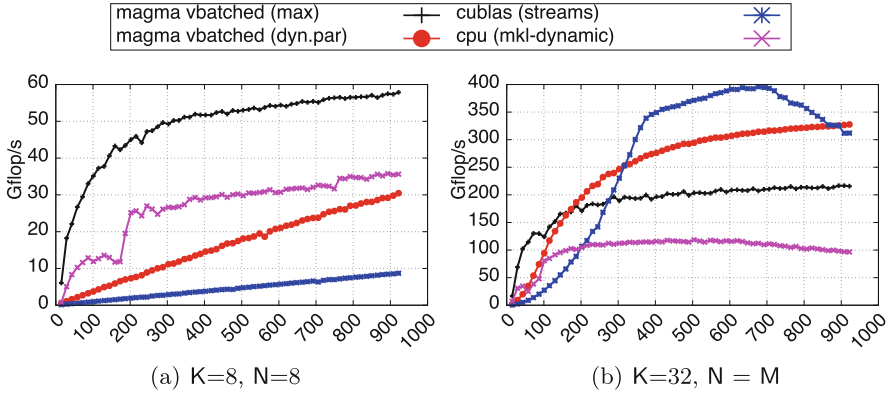 magma vbatched (max) cublas (streams)
magma vbatched (dyn.par) cpu (mkl-dynamic)
Gflop/s
60
50
40
30
20
10
0
0 100 200 300 400 500 600 700 800 900 1000
(a) K=8, N=8
Gflop/s
400
350
300
250
200
150
100
50
0
0 100 200 300 400 500 600 700 800 900 1000
(b) K=32, N = M